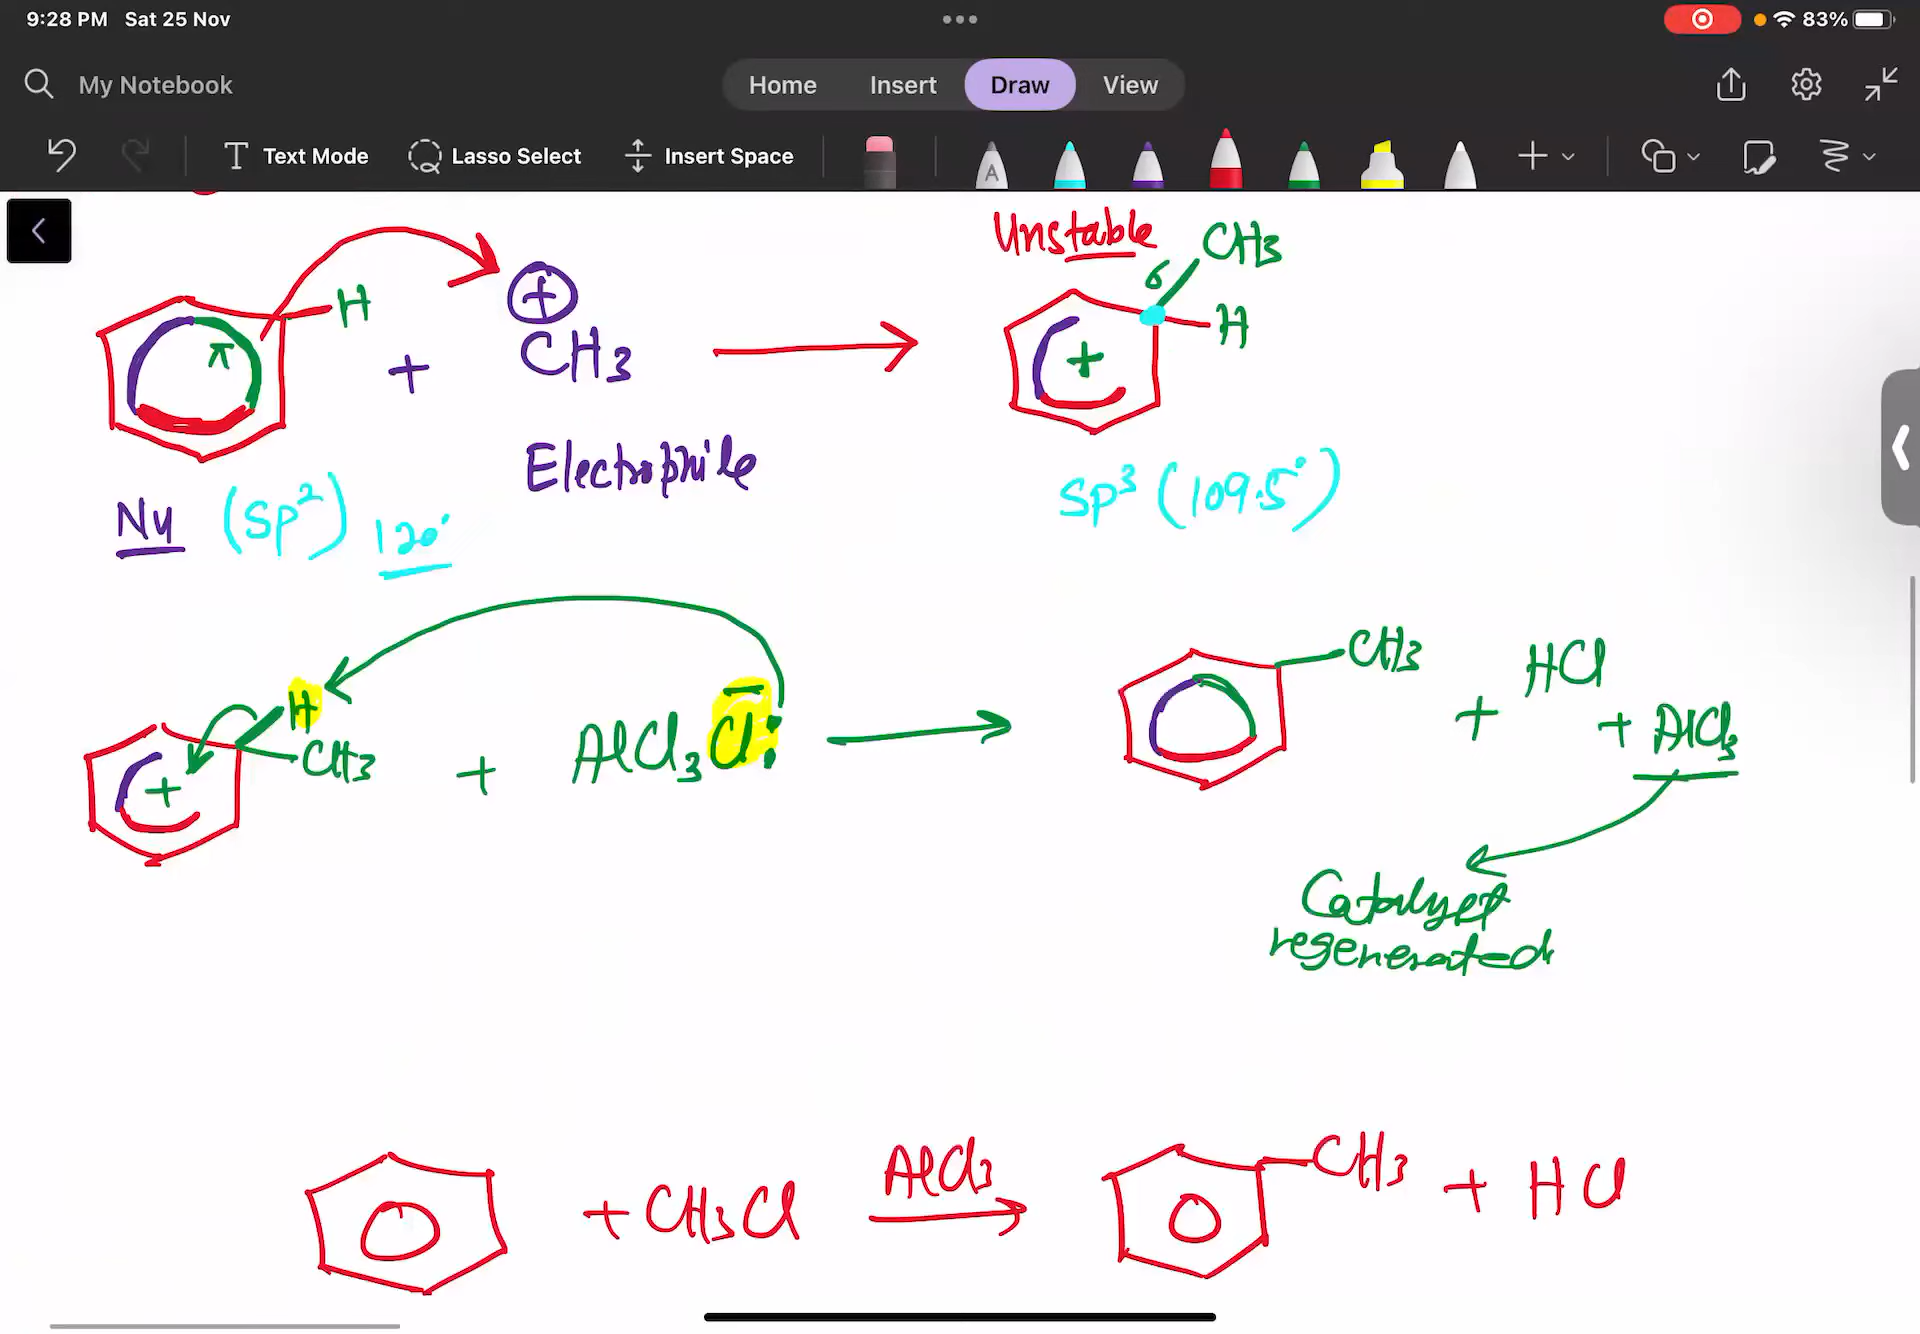 9:28 PM Sat 25 Nov 83%
My Notebook Home Insert Draw View
Text Mode Lasso Select Insert Space A
Unstable
CH3
6
H
H
π
+
+
CH3
+
Electrophile
Nu (Sp²) 120°
Sp³ (109.5°)
H
CH3
+
+ AlCl3Cl:
−
CH3
+ HCl
+ AlCl3
Catalyst
regenerated
+ CH3Cl
AlCl3
CH3 + HCl